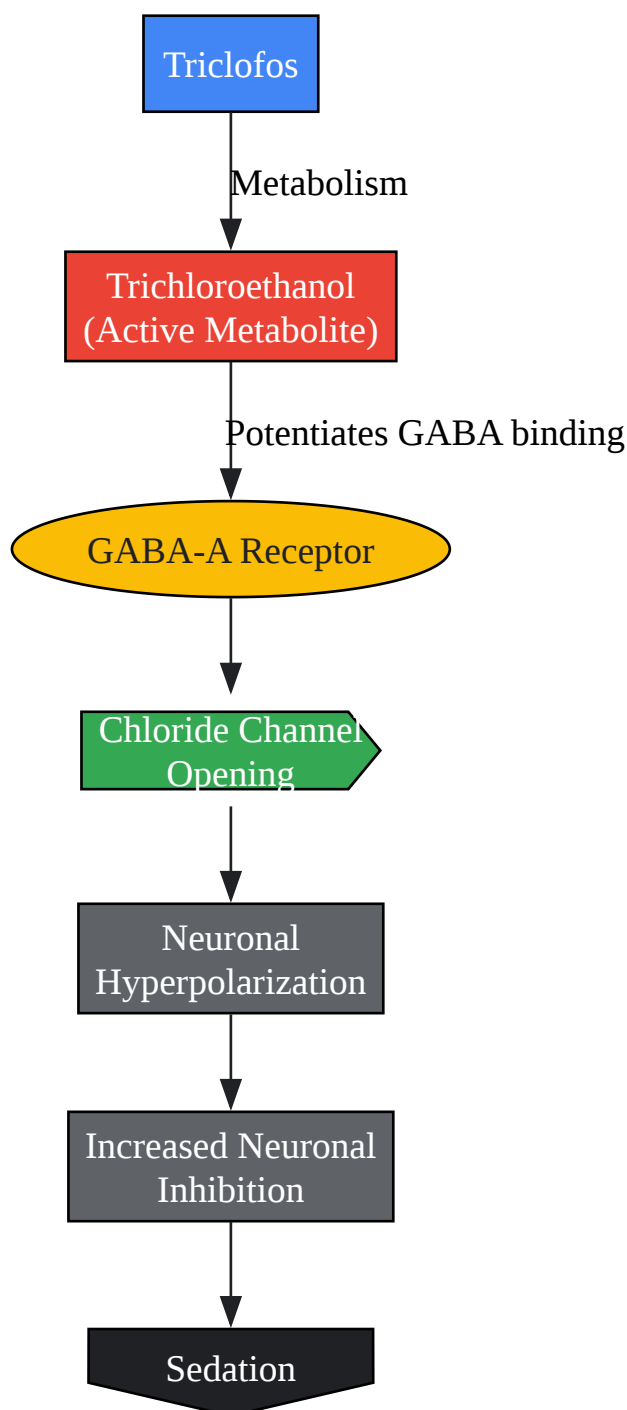 Triclofos
Metabolism
Trichloroethanol
(Active Metabolite)
Potentiates GABA binding
GABA-A Receptor
Chloride Channel
Opening
Neuronal
Hyperpolarization
Increased Neuronal
Inhibition
Sedation